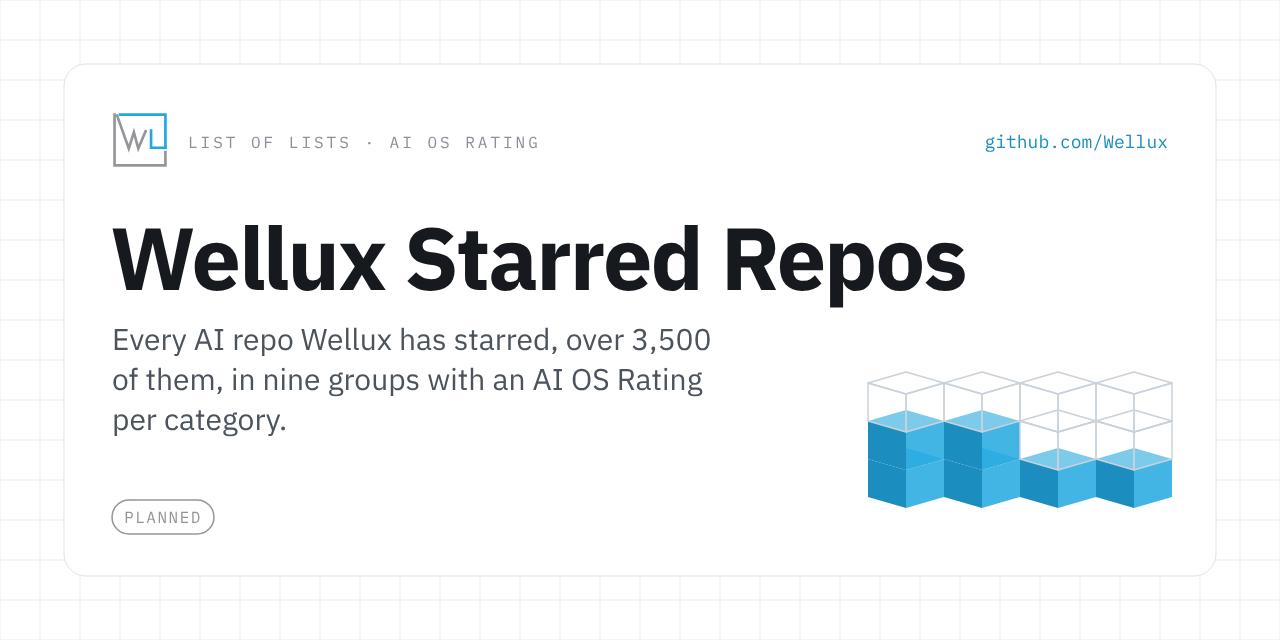 WL
LIST OF LISTS · AI OS RATING
github.com/Wellux
Wellux Starred Repos
Every AI repo Wellux has starred, over 3,500
of them, in nine groups with an AI OS Rating
per category.
PLANNED